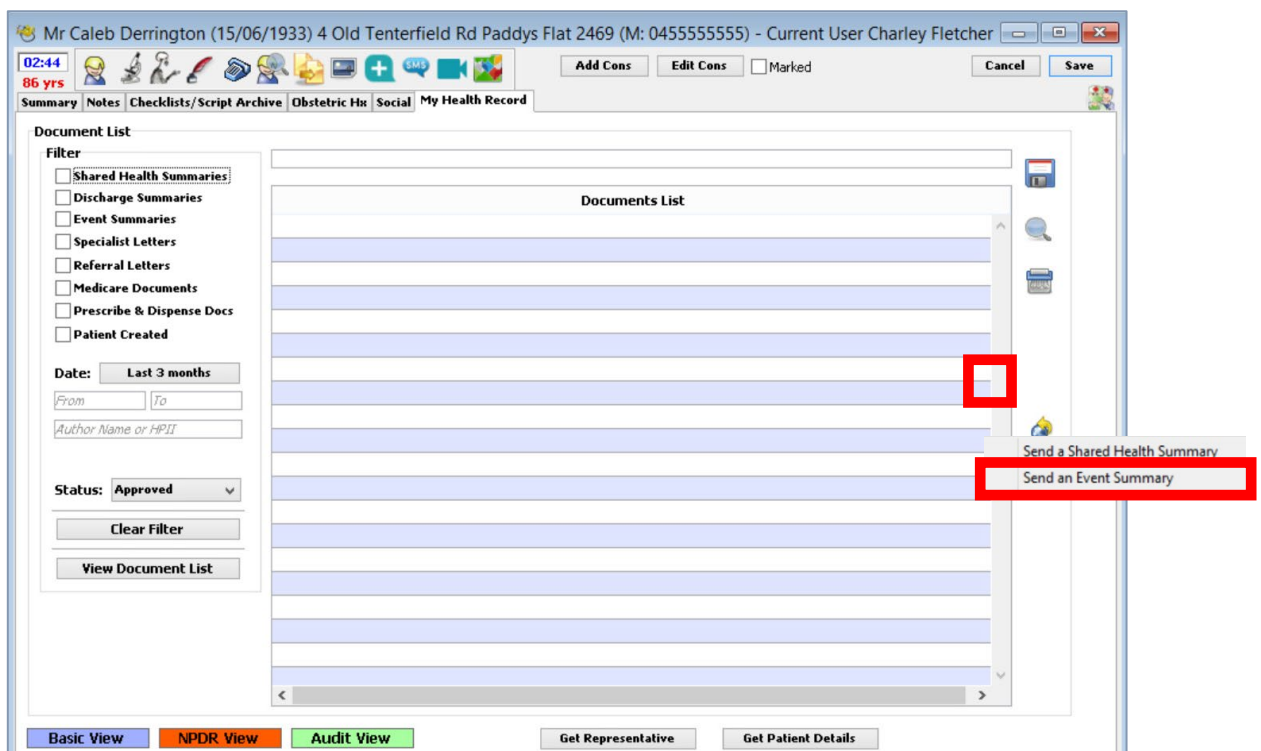 Mr Caleb Derrington (15/06/1933) 4 Old Tenterfield Rd Paddys Flat 2469 (M: 0455555555) - Current User Charley Fletcher
02:44
86 yrs
SMS
Add Cons
Edit Cons
Marked
Cancel
Save
Summary
Notes
Checklists/Script Archive
Obstetric Hx
Social
My Health Record
Document List
Filter
Shared Health Summaries
Discharge Summaries
Event Summaries
Specialist Letters
Referral Letters
Medicare Documents
Prescribe & Dispense Docs
Patient Created
Date:
Last 3 months
From
To
Author Name or HPII
Status:
Approved
Clear Filter
View Document List
Documents List
Send a Shared Health Summary
Send an Event Summary
Basic View
NPDR View
Audit View
Get Representative
Get Patient Details